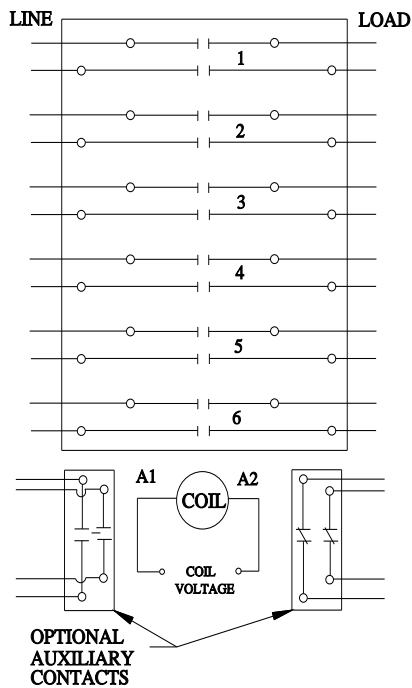 LINE
LOAD
1
2
3
4
5
6
A1
A2
COIL
COIL
VOLTAGE
OPTIONAL
AUXILIARY
CONTACTS